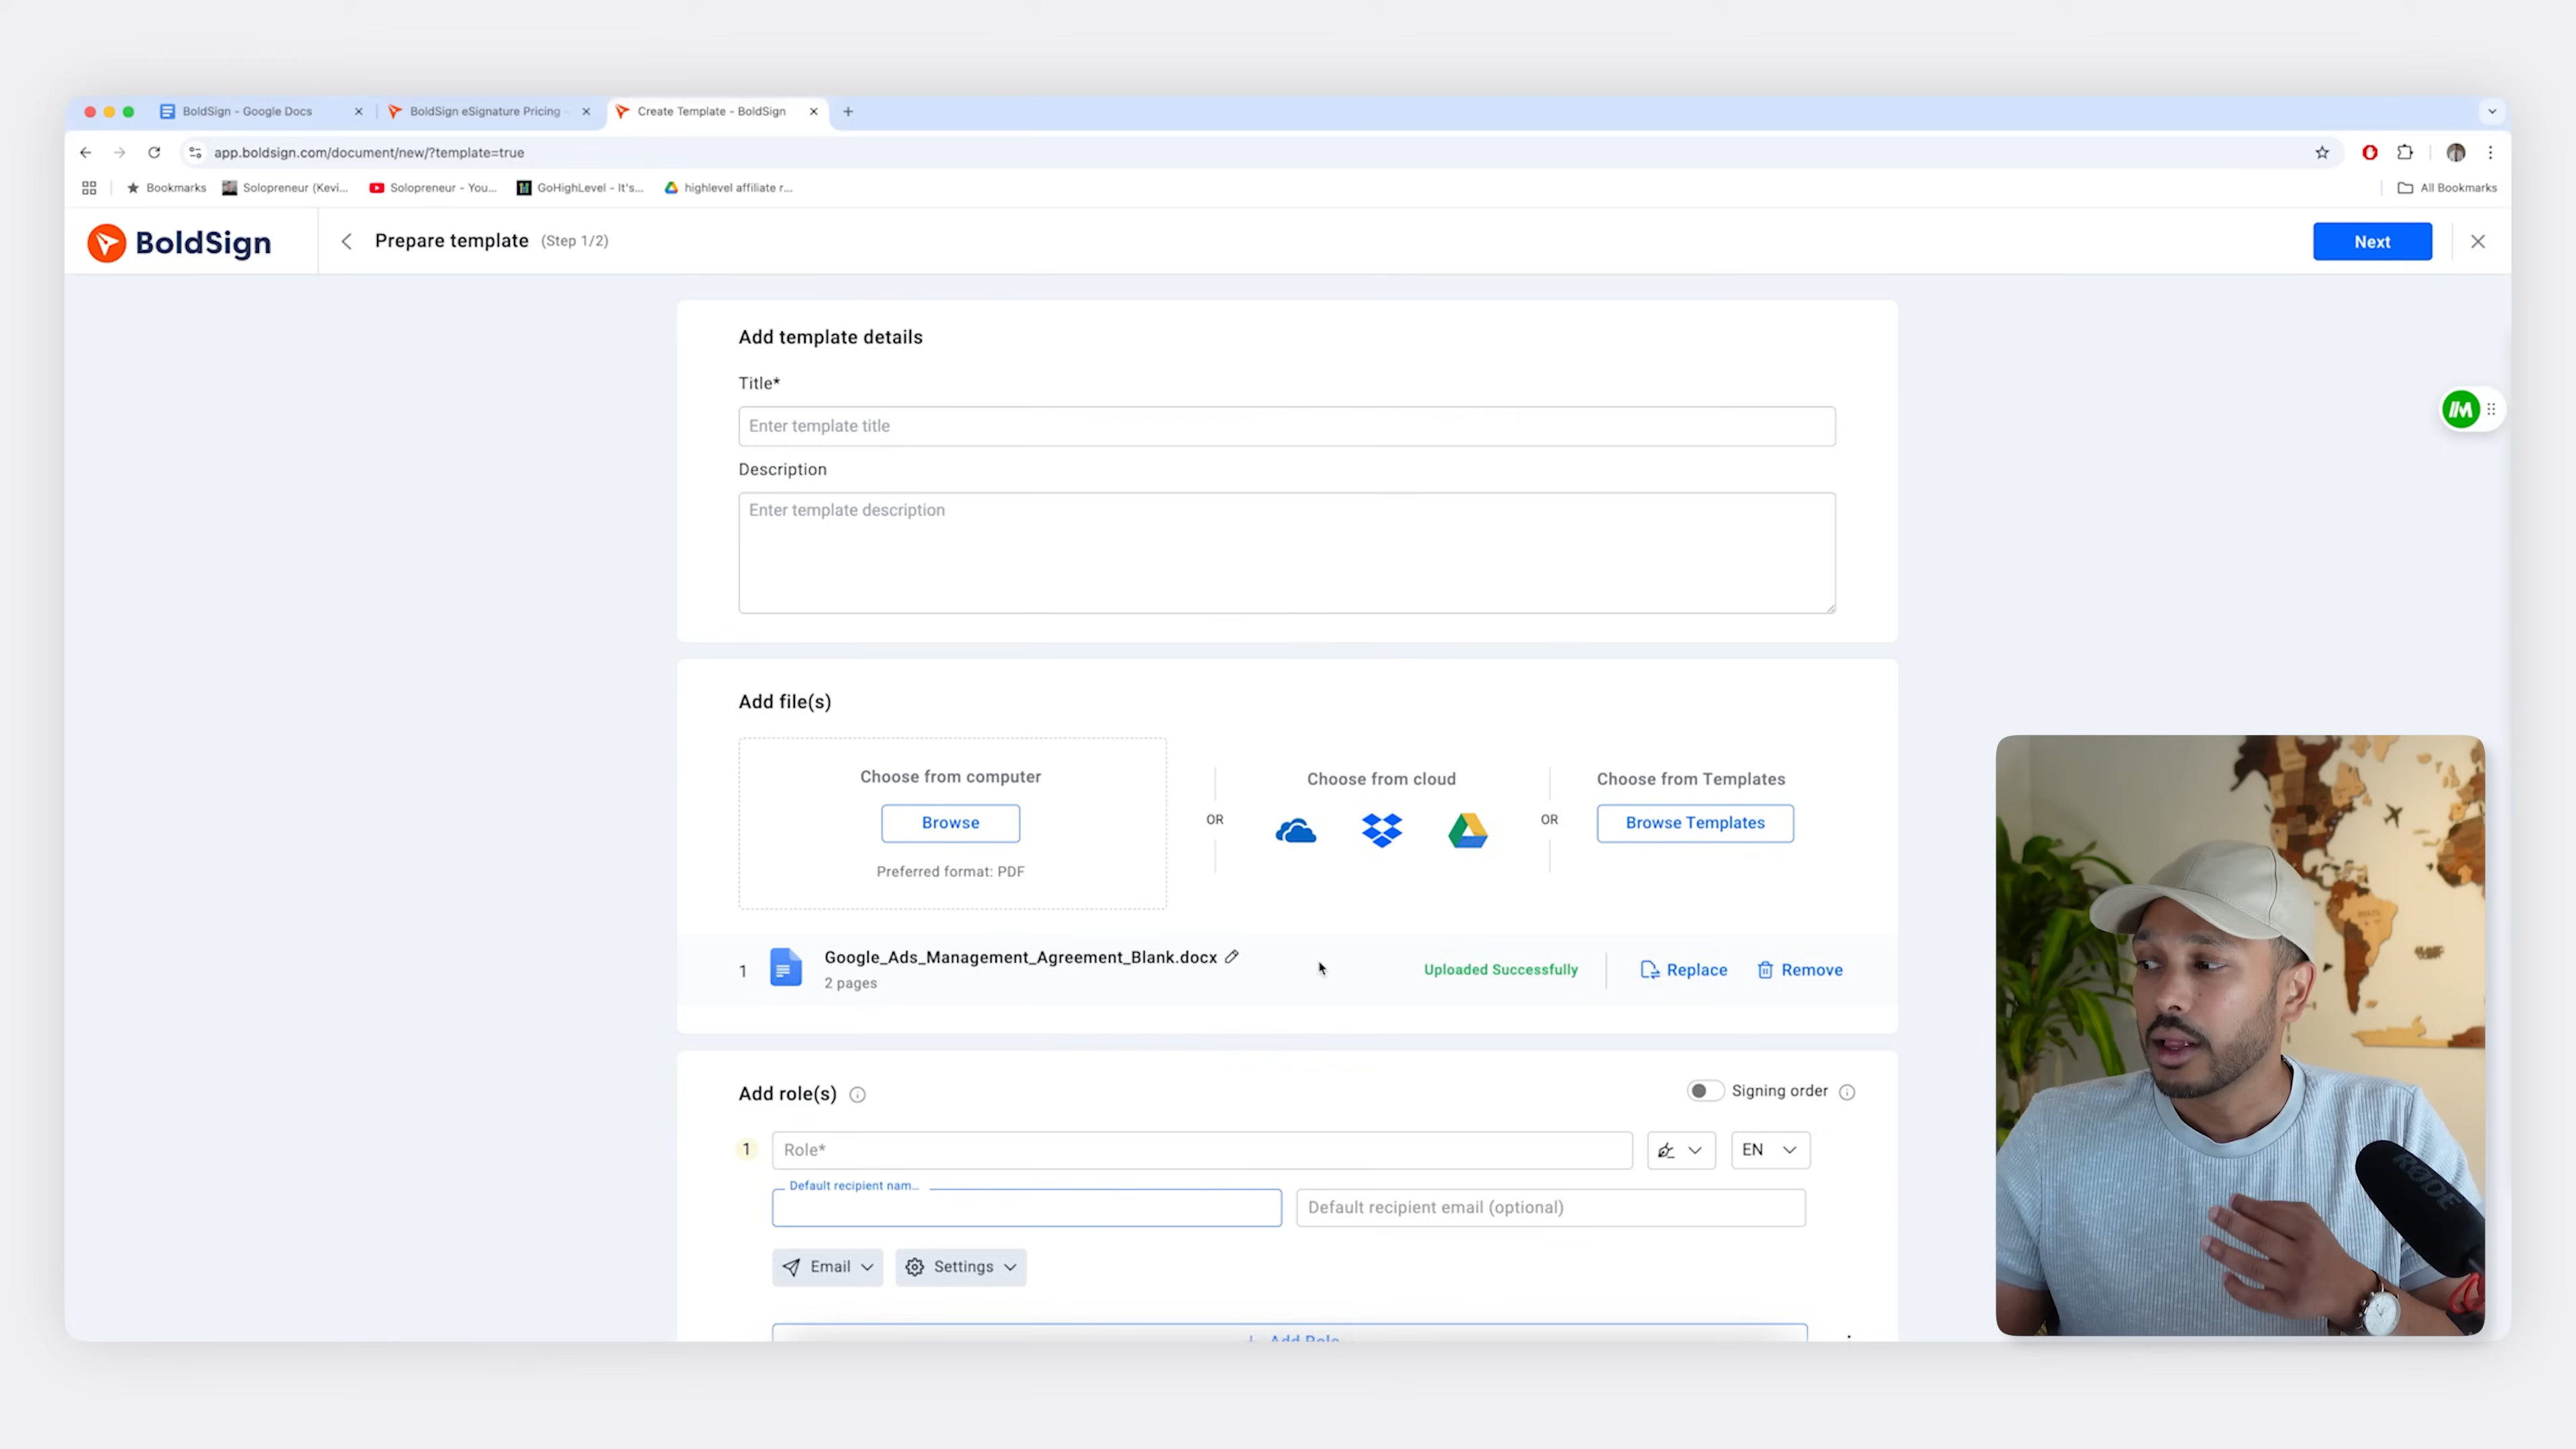 BoldSign - Google Docs
BoldSign eSignature Pricing
Create Template - BoldSign
app.boldsign.com/document/new/?template=true
Bookmarks
Solopreneur (Kevi...
Solopreneur - You...
GoHighLevel - It's...
highlevel affiliate r...
All Bookmarks
BoldSign
Prepare template (Step 1/2)
Next
Add template details
Title*
Enter template title
Description
Enter template description
Add file(s)
Choose from computer
Browse
Preferred format: PDF
OR
Choose from cloud
OR
Choose from Templates
Browse Templates
1
Google_Ads_Management_Agreement_Blank.docx
2 pages
Uploaded Successfully
Replace
Remove
Add role(s)
Signing order
1
Role*
EN
Default recipient nam...
Default recipient email (optional)
Email
Settings
Add Role
BRAZIL
RØDE